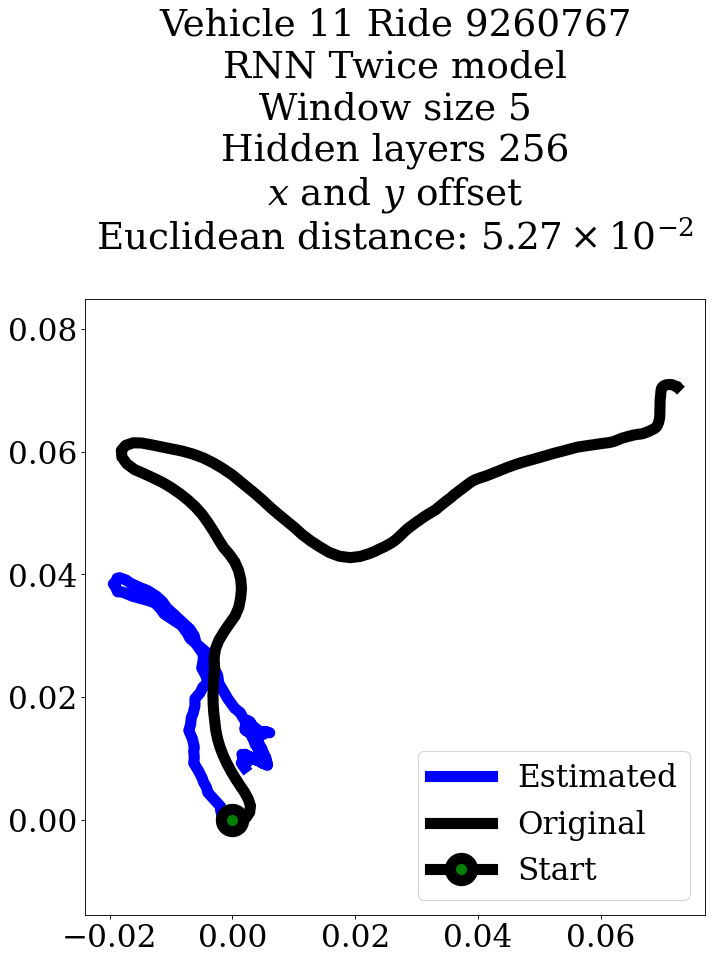 Vehicle 11 Ride 9260767
RNN Twice model
Window size 5
Hidden layers 256
x and y offset
Euclidean distance: 5.27 × 10⁻²
0.08
0.06
0.04
0.02
0.00
Estimated
Original
Start
−0.02 0.00 0.02 0.04 0.06